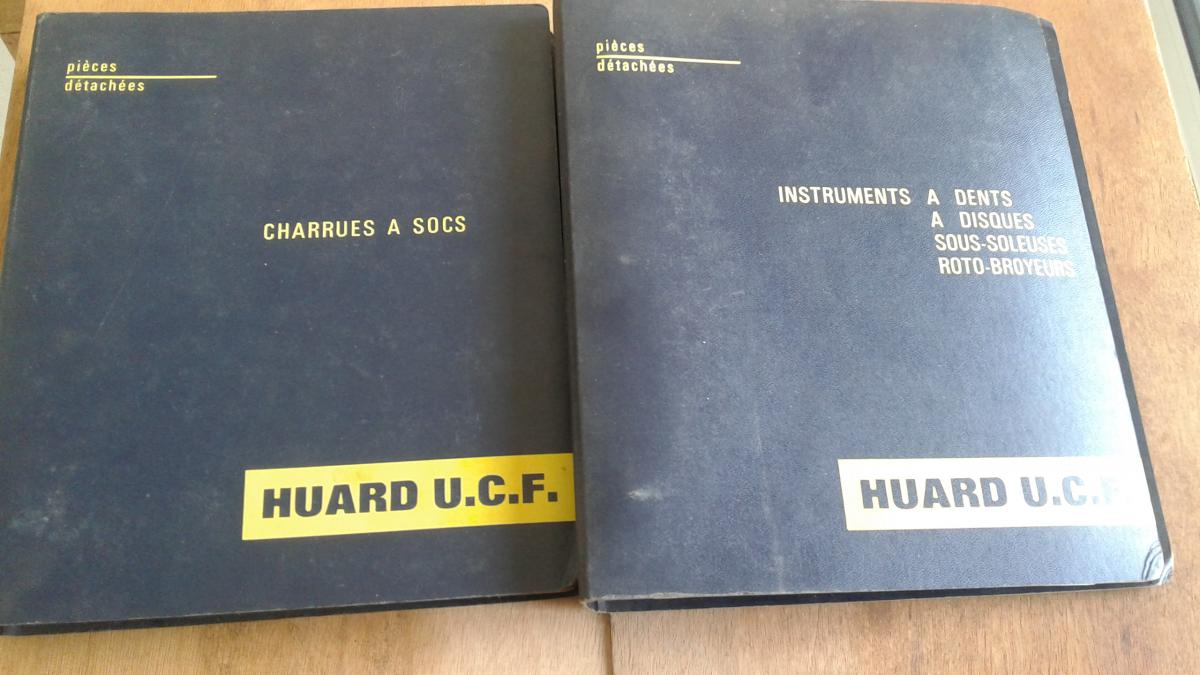 pièces
détachées
CHARRUES A SOCS
HUARD U.C.F.
pièces
détachées
INSTRUMENTS A DENTS
A DISQUES
SOUS-SOLEUSES
ROTO-BROYEURS
HUARD U.C.F.